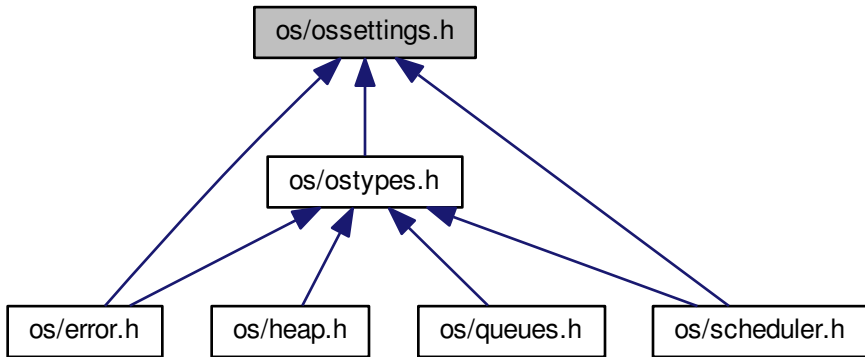 os/ossettings.h
os/ostypes.h
os/error.h
os/heap.h
os/queues.h
os/scheduler.h